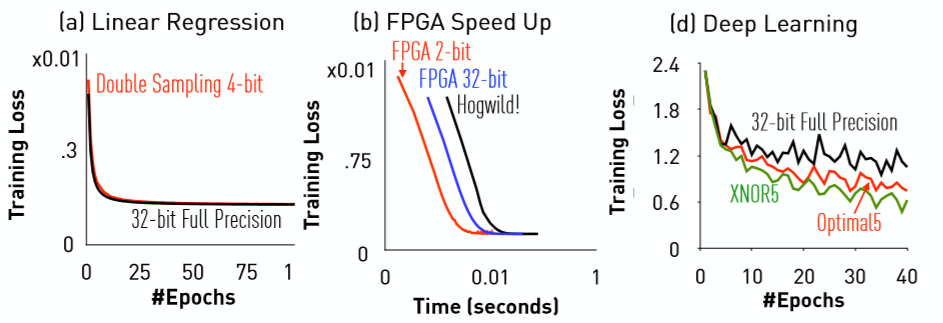 (a) Linear Regression
x0.01
Double Sampling 4-bit
.3
32-bit Full Precision
0
0 25 50 75 1
#Epochs
Training Loss
(b) FPGA Speed Up
FPGA 2-bit
x0.01
FPGA 32-bit
Hogwild!
.75
0
0 0.01 1
Time (seconds)
Training Loss
(d) Deep Learning
2.4
1.8
32-bit Full Precision
1.2
XNOR5
0.6
Optimal5
0
0 10 20 30 40
#Epochs
Training Loss